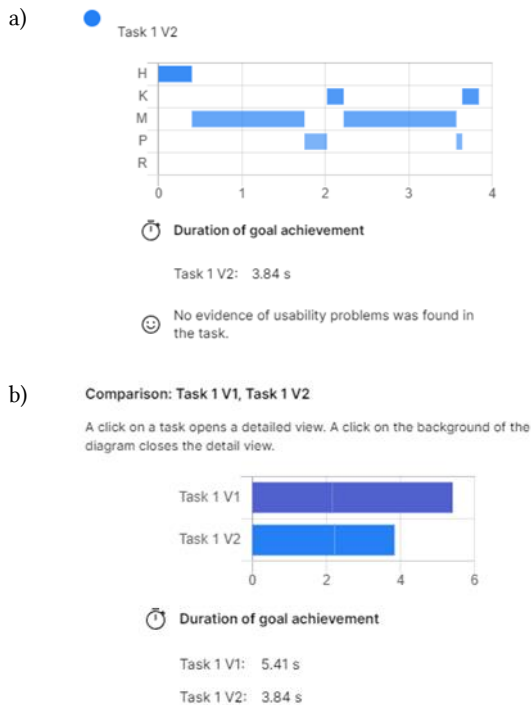 a)
Task 1 V2
H
K
M
P
R
0 1 2 3 4
Duration of goal achievement
Task 1 V2: 3.84 s
No evidence of usability problems was found in
the task.
b)
Comparison: Task 1 V1, Task 1 V2
A click on a task opens a detailed view. A click on the background of the
diagram closes the detail view.
Task 1 V1
Task 1 V2
0 2 4 6
Duration of goal achievement
Task 1 V1: 5.41 s
Task 1 V2: 3.84 s